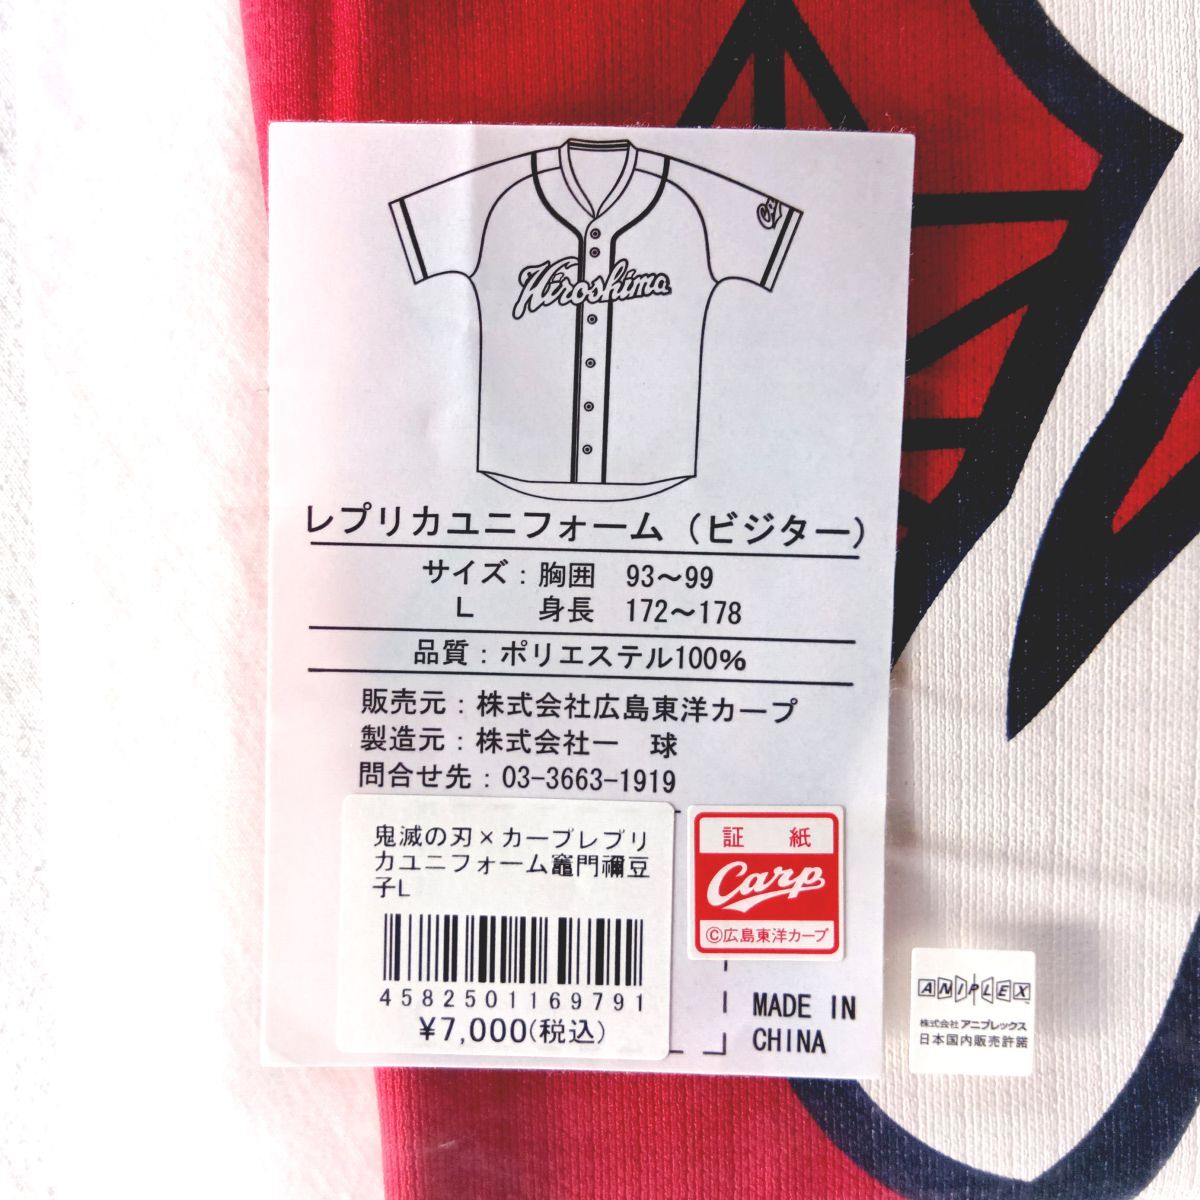 Hiroshima
レプリカユニフォーム（ビジター）
サイズ：胸囲　93～99
L　身長　172～178
品質：ポリエステル100%
販売元：株式会社広島東洋カープ
製造元：株式会社一　球
問合せ先：03-3663-1919
鬼滅の刃×カープレプリ
カユニフォーム竈門禰豆
子L
4582501169791
¥7,000(税込)
証　紙
Carp
©広島東洋カープ
MADE IN
CHINA
ANIPLEX
株式会社アニプレックス
日本国内販売許諾